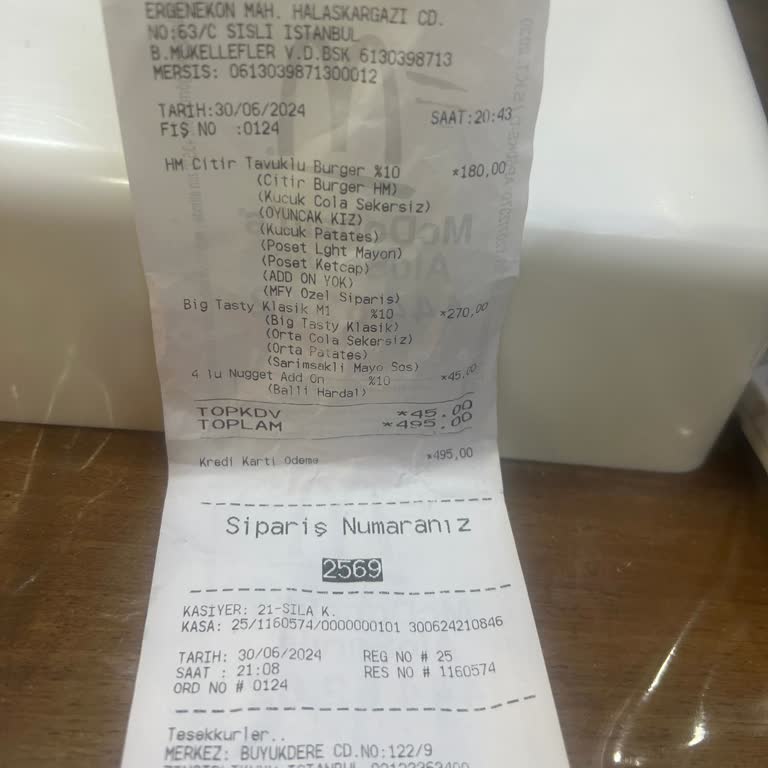 ERGENEKON MAH. HALASKARGAZI CD.
NO:63/C SISLI ISTANBUL
B.MUKELLEFLER V.D.BSK 6130398713
MERSIS: 0613039871300012
TARİH:30/06/2024 SAAT:20:43
FİŞ NO :0124
HM Citir Tavuklu Burger %10 *180,00
(Citir Burger HM)
(Kucuk Cola Sekersiz)
(OYUNCAK KIZ)
(Kucuk Patates)
(Poset Lght Mayon)
(Poset Ketcap)
(ADD ON YOK)
(MFY Ozel Siparis)
Big Tasty Klasik M1 %10 *270,00
(Big Tasty Klasik)
(Orta Cola Sekersiz)
(Orta Patates)
(Sarimsakli Mayo Sos)
4 lu Nugget Add On %10 *45,00
(Balli Hardal)
TOPKDV *45,00
TOPLAM *495,00
Kredi Karti Odeme *495,00
Sipariş Numaranız
2569
KASİYER: 21-SILA K.
KASA: 25/1160574/0000000101 300624210846
TARIH: 30/06/2024 REG NO # 25
SAAT : 21:08 RES NO # 1160574
ORD NO # 0124
Tesekkurler..
MERKEZ: BUYUKDERE CD.NO:122/9